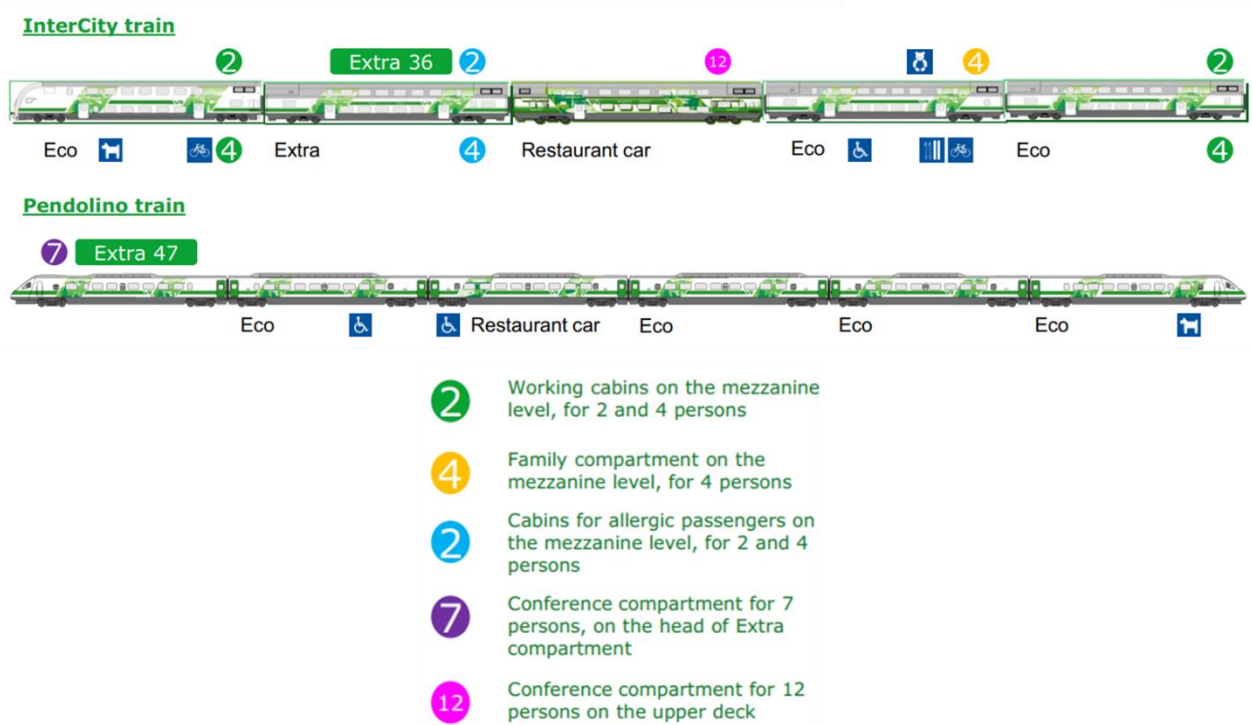 InterCity train
2 Extra 36 2 12 4 2
Eco 4 Extra 4 Restaurant car Eco Eco 4
Pendolino train
7 Extra 47
Eco Restaurant car Eco Eco Eco
2 Working cabins on the mezzanine
level, for 2 and 4 persons
4 Family compartment on the
mezzanine level, for 4 persons
2 Cabins for allergic passengers on
the mezzanine level, for 2 and 4
persons
7 Conference compartment for 7
persons, on the head of Extra
compartment
12 Conference compartment for 12
persons on the upper deck